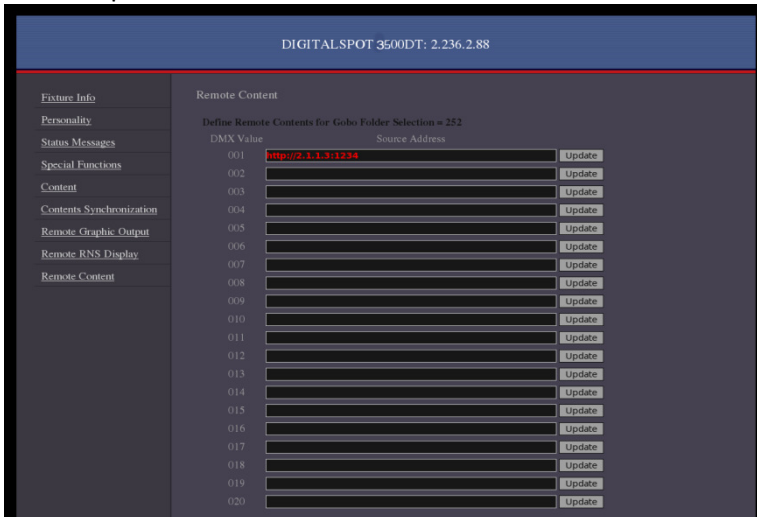 DIGITALSPOT 3500DT: 2.236.2.88
Fixture Info
Personality
Status Messages
Special Functions
Content
Contents Synchronization
Remote Graphic Output
Remote RNS Display
Remote Content
Remote Content
Define Remote Contents for Gobo Folder Selection = 252
DMX Value Source Address
001 http://2.1.1.3:1234 Update
002 Update
003 Update
004 Update
005 Update
006 Update
007 Update
008 Update
009 Update
010 Update
011 Update
012 Update
013 Update
014 Update
015 Update
016 Update
017 Update
018 Update
019 Update
020 Update